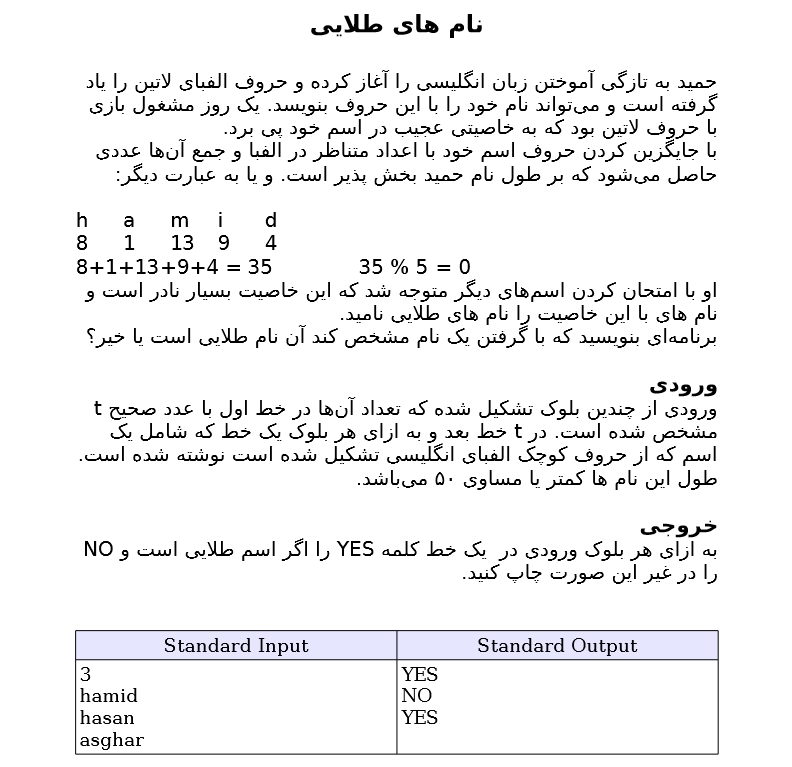 نام های طلایی
حمید به تازگی آموختن زبان انگلیسی را آغاز کرده و حروف الفبای لاتین را یاد
گرفته است و می‌تواند نام خود را با این حروف بنویسد. یک روز مشغول بازی
با حروف لاتین بود که به خاصیتی عجیب در اسم خود پی برد.
با جایگزین کردن حروف اسم خود با اعداد متناظر در الفبا و جمع آن‌ها عددی
حاصل می‌شود که بر طول نام حمید بخش پذیر است. و یا به عبارت دیگر:
h a m i d
8 1 13 9 4
8+1+13+9+4 = 35 35 % 5 = 0
او با امتحان کردن اسم‌های دیگر متوجه شد که این خاصیت بسیار نادر است و
نام های با این خاصیت را نام های طلایی نامید.
برنامه‌ای بنویسید که با گرفتن یک نام مشخص کند آن نام طلایی است یا خیر؟
ورودی
ورودی از چندین بلوک تشکیل شده که تعداد آن‌ها در خط اول با عدد صحیح t
مشخص شده است. در t خط بعد و به ازای هر بلوک یک خط که شامل یک
اسم که از حروف کوچک الفبای انگلیسی تشکیل شده است نوشته شده است.
طول این نام ها کمتر یا مساوی ۵۰ می‌باشد.
خروجی
به ازای هر بلوک ورودی در یک خط کلمه YES را اگر اسم طلایی است و NO
را در غیر این صورت چاپ کنید.
Standard Input Standard Output
3 YES
hamid NO
hasan YES
asghar